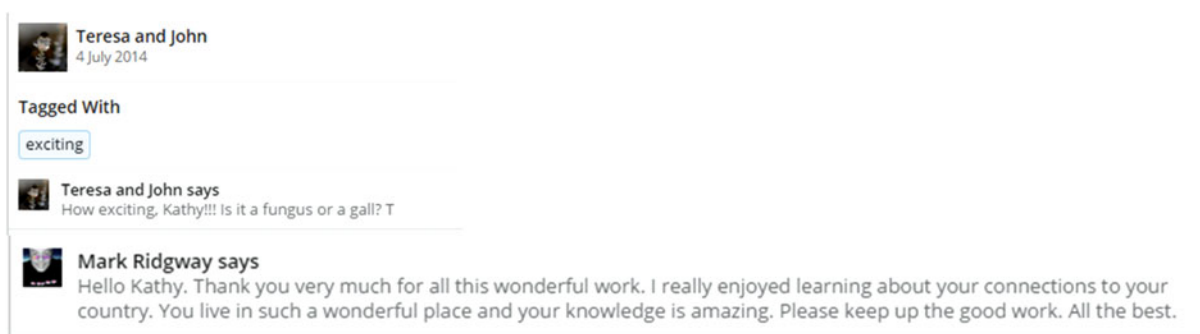 Teresa and John
4 July 2014
Tagged With
exciting
Teresa and John says
How exciting, Kathy!!! Is it a fungus or a gall? T
Mark Ridgway says
Hello Kathy. Thank you very much for all this wonderful work. I really enjoyed learning about your connections to your
country. You live in such a wonderful place and your knowledge is amazing. Please keep up the good work. All the best.